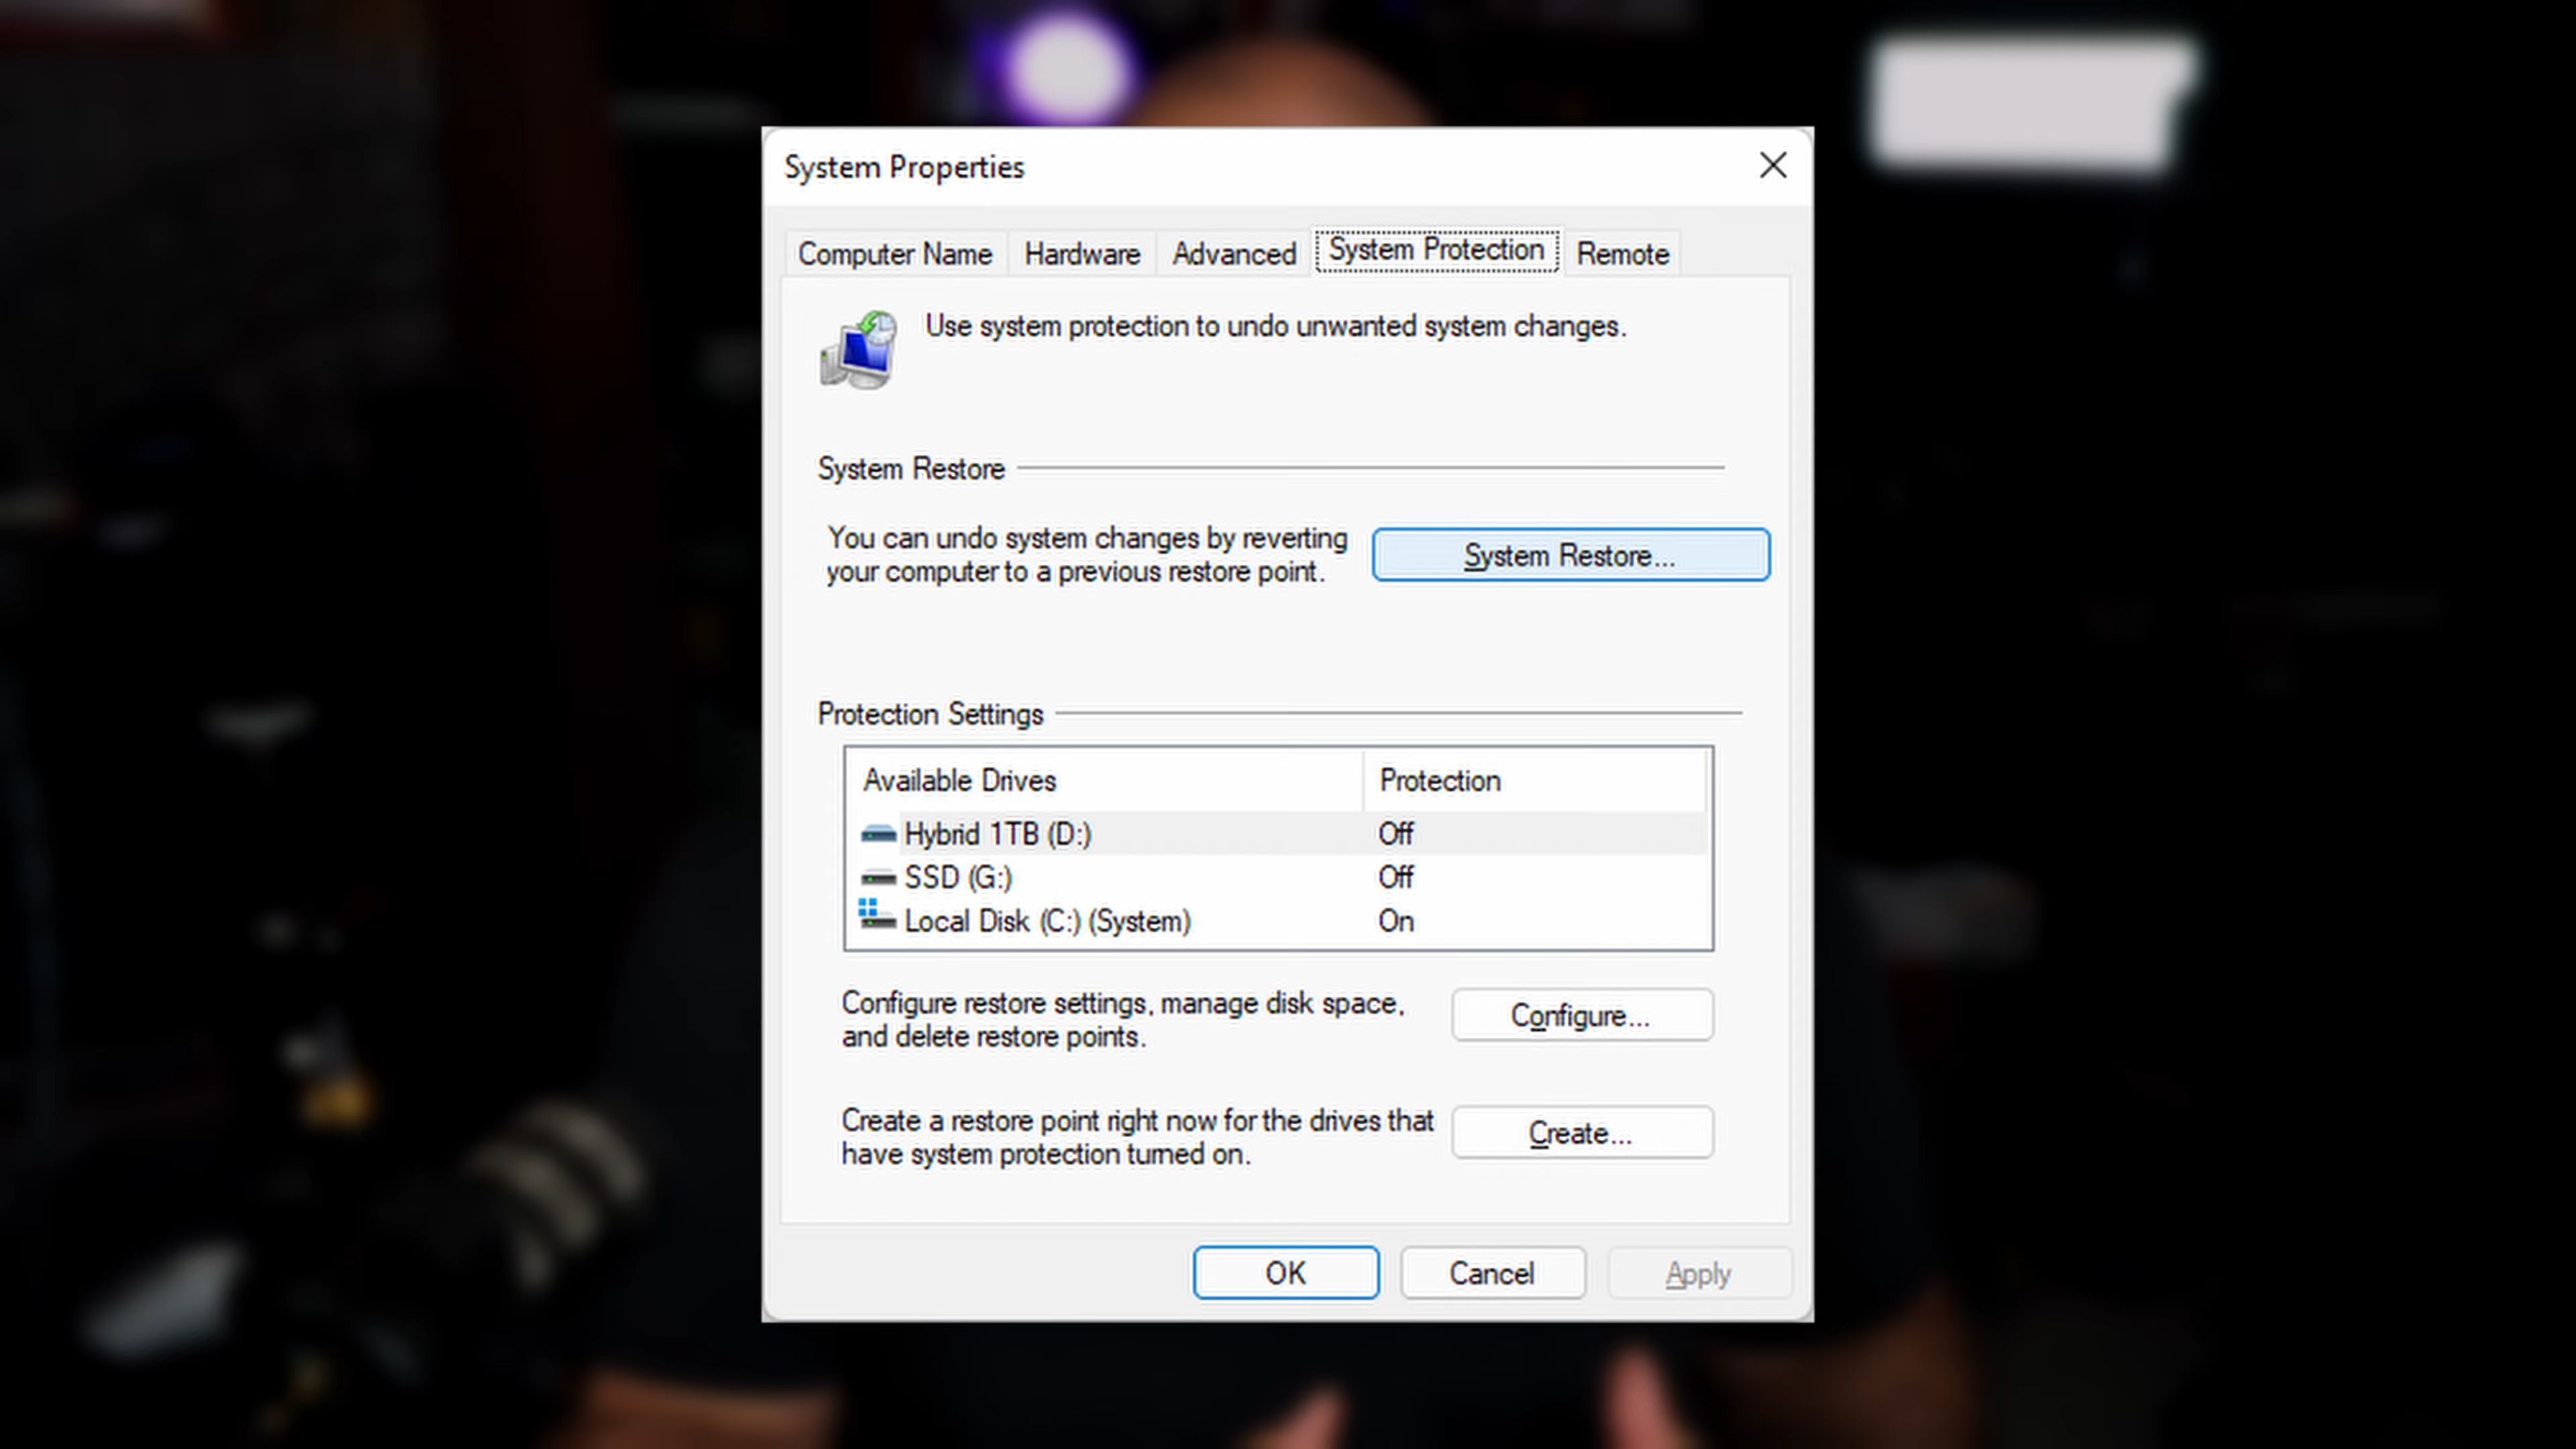 System Properties
Computer Name Hardware Advanced System Protection Remote
Use system protection to undo unwanted system changes.
System Restore
You can undo system changes by reverting
your computer to a previous restore point.
System Restore...
Protection Settings
Available Drives Protection
Hybrid 1TB (D:) Off
SSD (G:) Off
Local Disk (C:) (System) On
Configure restore settings, manage disk space,
and delete restore points.
Configure...
Create a restore point right now for the drives that
have system protection turned on.
Create...
OK Cancel Apply